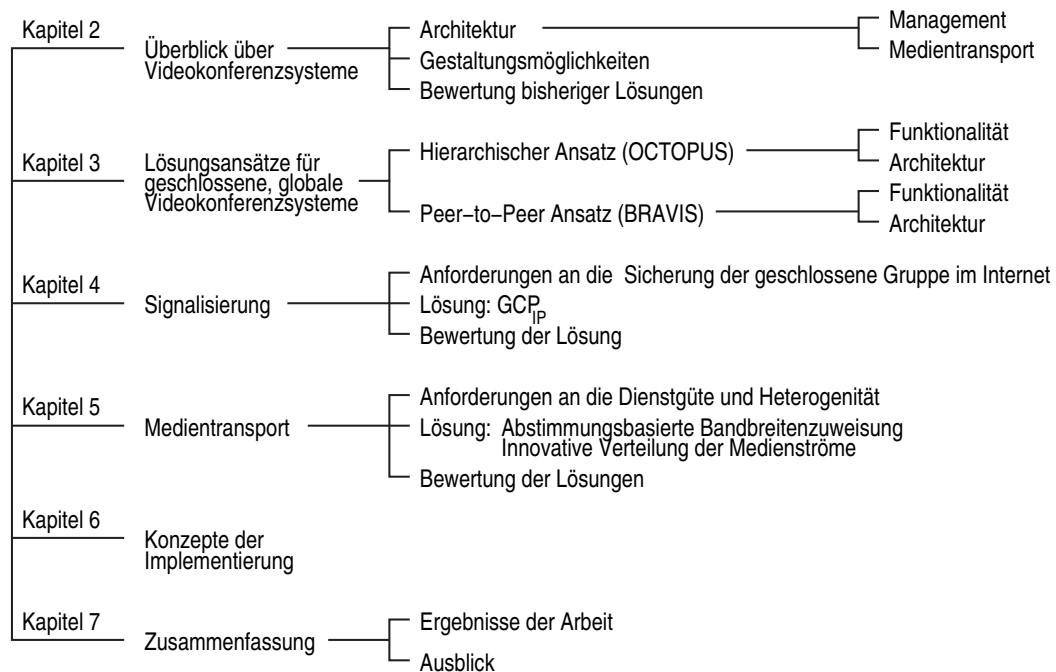 Kapitel 2
Überblick über
Videokonferenzsysteme
Architektur
Management
Medientransport
Gestaltungsmöglichkeiten
Bewertung bisheriger Lösungen
Kapitel 3
Lösungsansätze für
geschlossene, globale
Videokonferenzsysteme
Hierarchischer Ansatz (OCTOPUS)
Funktionalität
Architektur
Peer–to–Peer Ansatz (BRAVIS)
Funktionalität
Architektur
Kapitel 4
Signalisierung
Anforderungen an die Sicherung der geschlossene Gruppe im Internet
Lösung: GCP_IP
Bewertung der Lösung
Kapitel 5
Medientransport
Anforderungen an die Dienstgüte und Heterogenität
Lösung: Abstimmungsbasierte Bandbreitenzuweisung
Innovative Verteilung der Medienströme
Bewertung der Lösungen
Kapitel 6
Konzepte der
Implementierung
Kapitel 7
Zusammenfassung
Ergebnisse der Arbeit
Ausblick